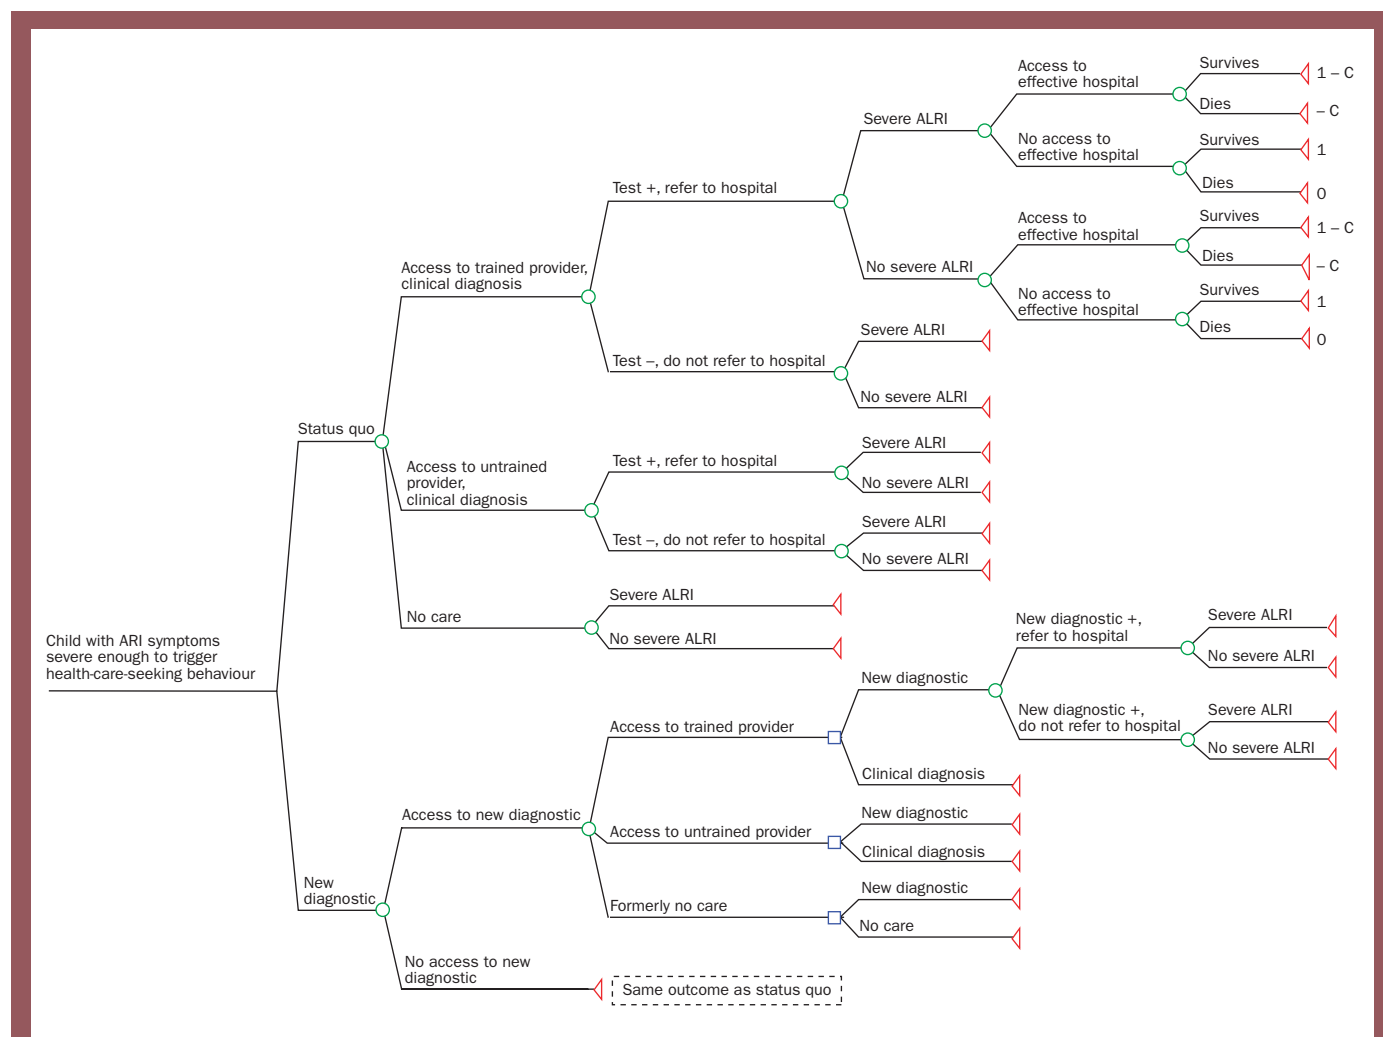 Child with ARI symptoms
severe enough to trigger
health-care-seeking behaviour
Status quo
Access to trained provider,
clinical diagnosis
Test +, refer to hospital
Severe ALRI
Access to
effective hospital
Survives
1 – C
Dies
– C
No access to
effective hospital
Survives
1
Dies
0
No severe ALRI
Access to
effective hospital
Survives
1 – C
Dies
– C
No access to
effective hospital
Survives
1
Dies
0
Test –, do not refer to hospital
Severe ALRI
No severe ALRI
Access to untrained
provider,
clinical diagnosis
Test +, refer to hospital
Severe ALRI
No severe ALRI
Test –, do not refer to hospital
Severe ALRI
No severe ALRI
No care
Severe ALRI
No severe ALRI
New
diagnostic
Access to new diagnostic
Access to trained provider
New diagnostic
New diagnostic +,
refer to hospital
Severe ALRI
No severe ALRI
New diagnostic +,
do not refer to hospital
Severe ALRI
No severe ALRI
Clinical diagnosis
Access to untrained provider
New diagnostic
Clinical diagnosis
Formerly no care
New diagnostic
No care
No access to new
diagnostic
Same outcome as status quo